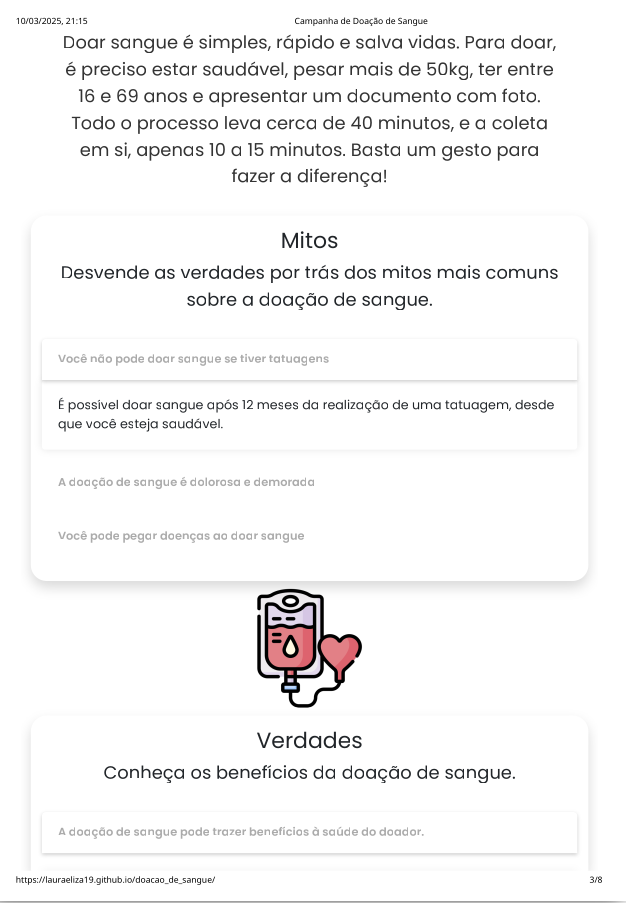 10/03/2025, 21:15 Campanha de Doação de Sangue
Doar sangue é simples, rápido e salva vidas. Para doar,
é preciso estar saudável, pesar mais de 50kg, ter entre
16 e 69 anos e apresentar um documento com foto.
Todo o processo leva cerca de 40 minutos, e a coleta
em si, apenas 10 a 15 minutos. Basta um gesto para
fazer a diferença!
Mitos
Desvende as verdades por trás dos mitos mais comuns
sobre a doação de sangue.
Você não pode doar sangue se tiver tatuagens
É possível doar sangue após 12 meses da realização de uma tatuagem, desde
que você esteja saudável.
A doação de sangue é dolorosa e demorada
Você pode pegar doenças ao doar sangue
Verdades
Conheça os benefícios da doação de sangue.
A doação de sangue pode trazer benefícios à saúde do doador.
https://lauraeliza19.github.io/doacao_de_sangue/ 3/8